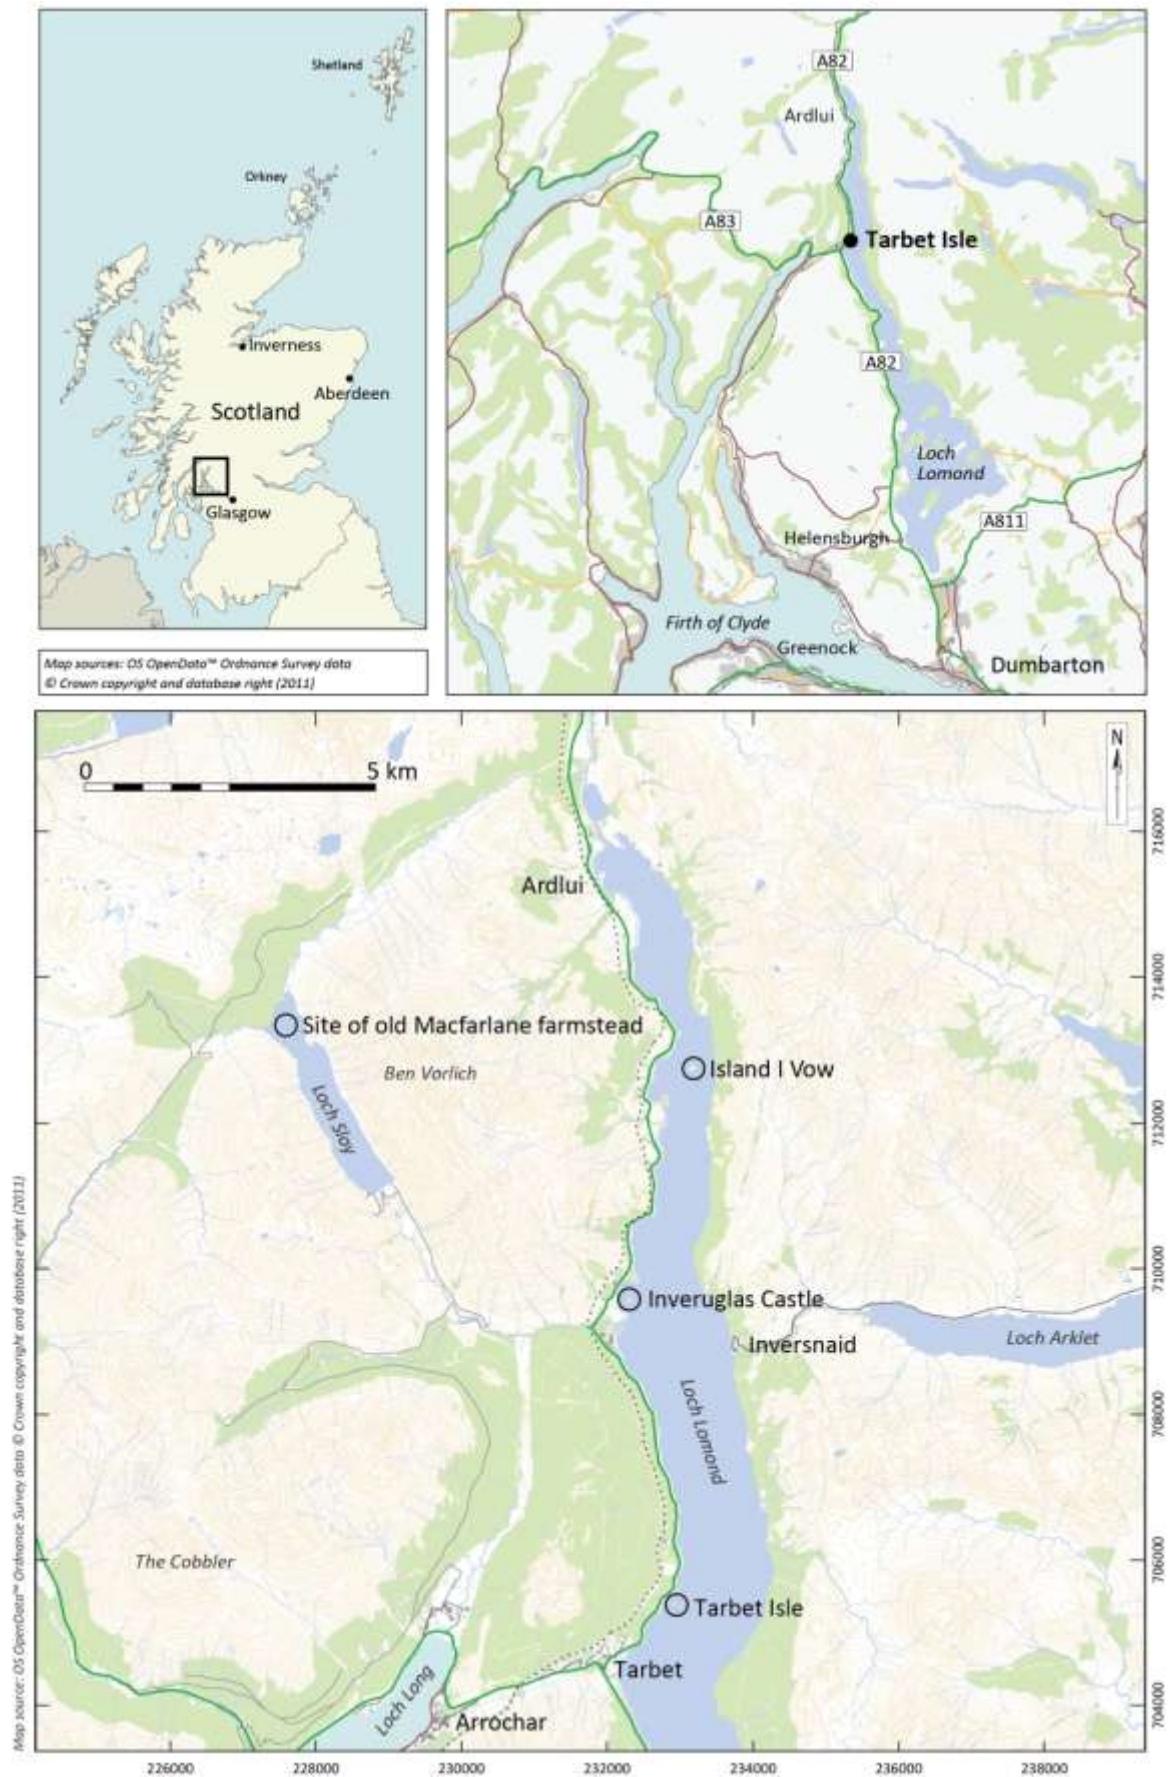 Shetland
Orkney
Inverness
Aberdeen
Scotland
Glasgow
Map sources: OS OpenData™ Ordnance Survey data
© Crown copyright and database right (2011)
A82
Ardlui
A83
Tarbet Isle
A82
Loch
Lomond
A811
Helensburgh
Firth of Clyde
Greenock
Dumbarton
0 5 km
N
Ardlui
Site of old Macfarlane farmstead
Ben Vorlich
Island I Vow
Loch Sloy
Inveruglas Castle
Inversnaid
Loch Arklet
Loch Lomond
The Cobbler
Tarbet Isle
Tarbet
Loch Long
Arrochar
716000
714000
712000
710000
708000
706000
704000
226000 228000 230000 232000 234000 236000 238000
Map source: OS OpenData™ Ordnance Survey data © Crown copyright and database right (2011)